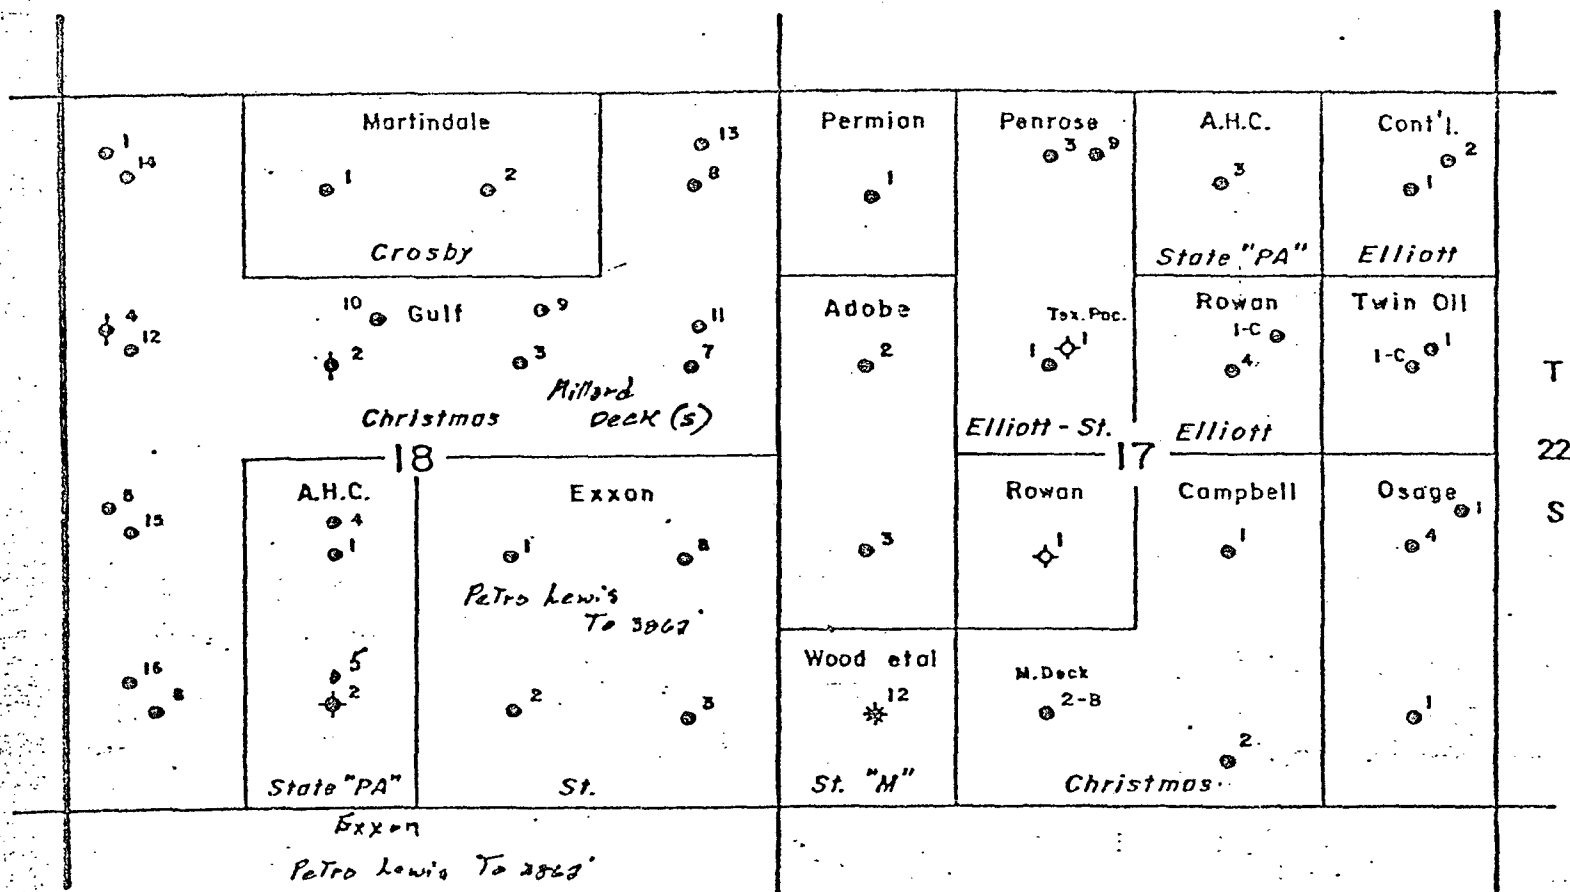 Martindale
Permian
Penrose
A.H.C.
Cont'l.
1
14
1
2
13
8
1
3
9
3
2
1
Crosby
State "PA"
Elliott
10
Gulf
9
11
Adobe
Tex. Pac.
Rowan
Twin Oil
4
12
2
3
7
2
1
1
1-C
4
1-C
1
Millard
Deck (s)
Christmas
Elliott - St.
Elliott
T
22
S
18
17
A.H.C.
Exxon
Rowan
Campbell
Osage
15
4
1
1
8
3
1
1
1
4
Petro Lewis
To 3862'
Wood etal
M. Deck
16
8
5
2
2
3
12
2-B
2
1
State "PA"
St.
St. "M"
Christmas
Exxon
Petro Lewis To 3862'